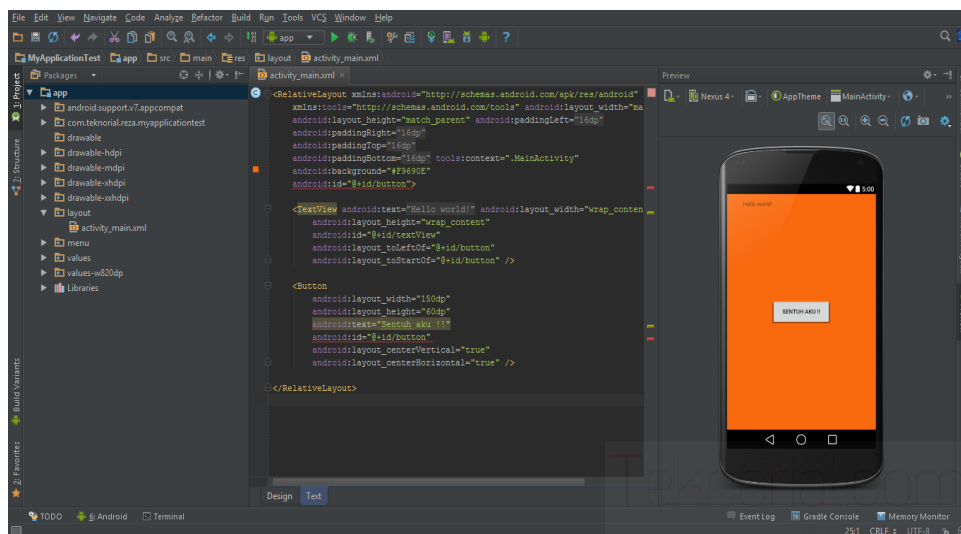 File Edit View Navigate Code Analyze Refactor Build Run Tools VCS Window Help
app
MyApplicationTest app src main res layout activity_main.xml
1: Project
2: Structure
Build Variants
2: Favorites
Packages
app
android.support.v7.appcompat
com.teknorial.reza.myapplicationtest
drawable
drawable-hdpi
drawable-mdpi
drawable-xhdpi
drawable-xxhdpi
layout
activity_main.xml
menu
values
values-w820dp
Libraries
activity_main.xml
<RelativeLayout xmlns:android="http://schemas.android.com/apk/res/android"
xmlns:tools="http://schemas.android.com/tools" android:layout_width="ma
android:layout_height="match_parent" android:paddingLeft="16dp"
android:paddingRight="16dp"
android:paddingTop="16dp"
android:paddingBottom="16dp" tools:context=".MainActivity"
android:background="#F9690E"
android:id="@+id/button">
<TextView android:text="Hello world!" android:layout_width="wrap_conten
android:layout_height="wrap_content"
android:id="@+id/textView"
android:layout_toLeftOf="@+id/button"
android:layout_toStartOf="@+id/button" />
<Button
android:layout_width="150dp"
android:layout_height="60dp"
android:text="Sentuh aku !!"
android:id="@+id/button"
android:layout_centerVertical="true"
android:layout_centerHorizontal="true" />
</RelativeLayout>
Design Text
Preview
Nexus 4 AppTheme MainActivity
5:00
Hello world!
SENTUH AKU !!
Teknorial.com
TODO 6: Android Terminal
Event Log Gradle Console Memory Monitor
25:1 CRLF UTF-8